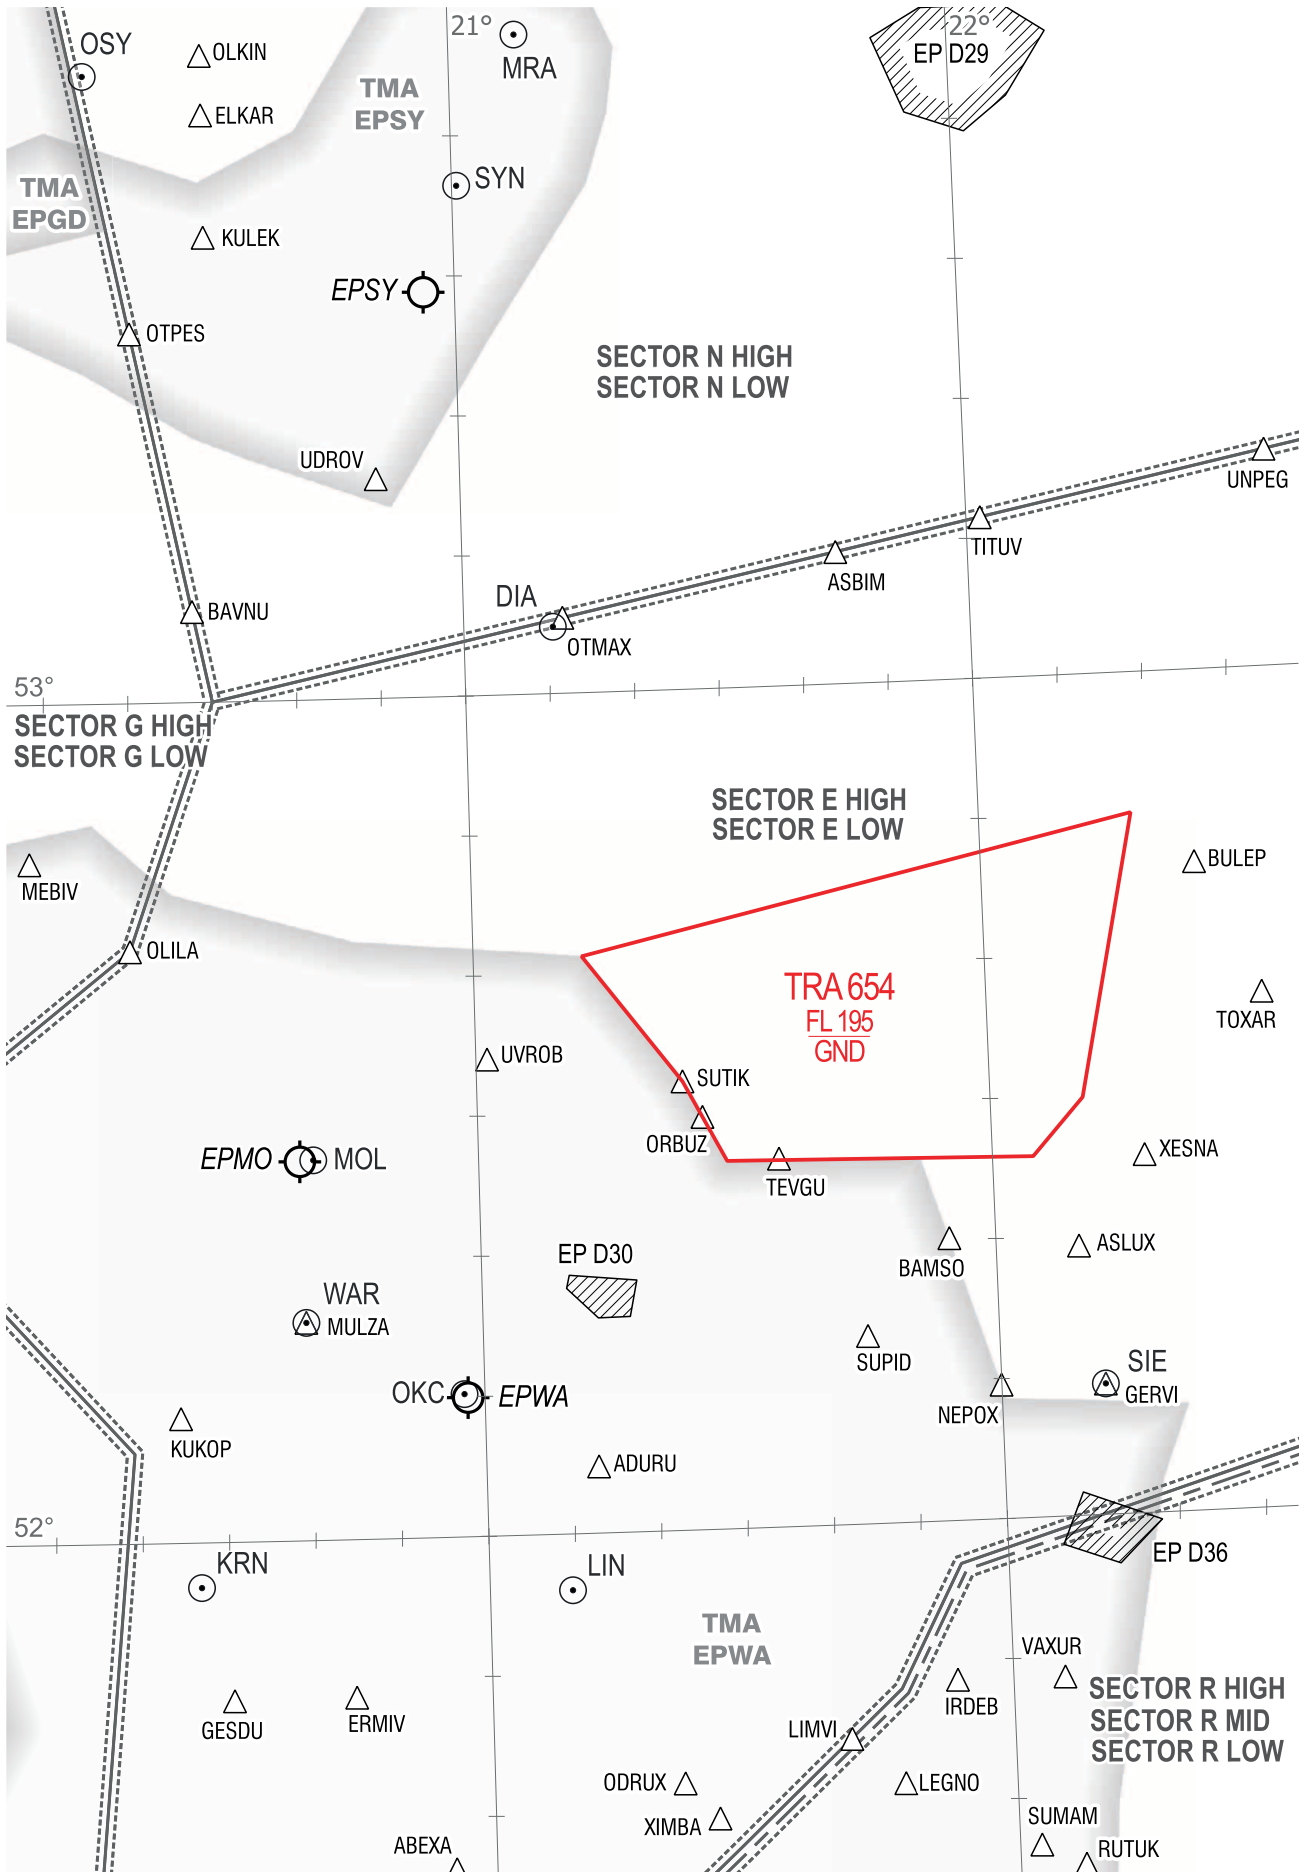 21°
22°
OSY
OLKIN
MRA
EP D29
TMA
EPSY
ELKAR
TMA
EPGD
SYN
KULEK
EPSY
OTPES
SECTOR N HIGH
SECTOR N LOW
UDROV
UNPEG
TITUV
ASBIM
DIA
BAVNU
OTMAX
53°
SECTOR G HIGH
SECTOR G LOW
SECTOR E HIGH
SECTOR E LOW
BULEP
MEBIV
OLILA
TRA 654
FL 195
GND
TOXAR
UVROB
SUTIK
ORBUZ
EPMO
MOL
XESNA
TEVGU
EP D30
BAMSO
ASLUX
WAR
MULZA
SUPID
SIE
GERVI
OKC
EPWA
NEPOX
KUKOP
ADURU
52°
EP D36
KRN
LIN
TMA
EPWA
VAXUR
SECTOR R HIGH
SECTOR R MID
SECTOR R LOW
IRDEB
GESDU
ERMIV
LIMVI
ODRUX
LEGNO
XIMBA
SUMAM
ABEXA
RUTUK